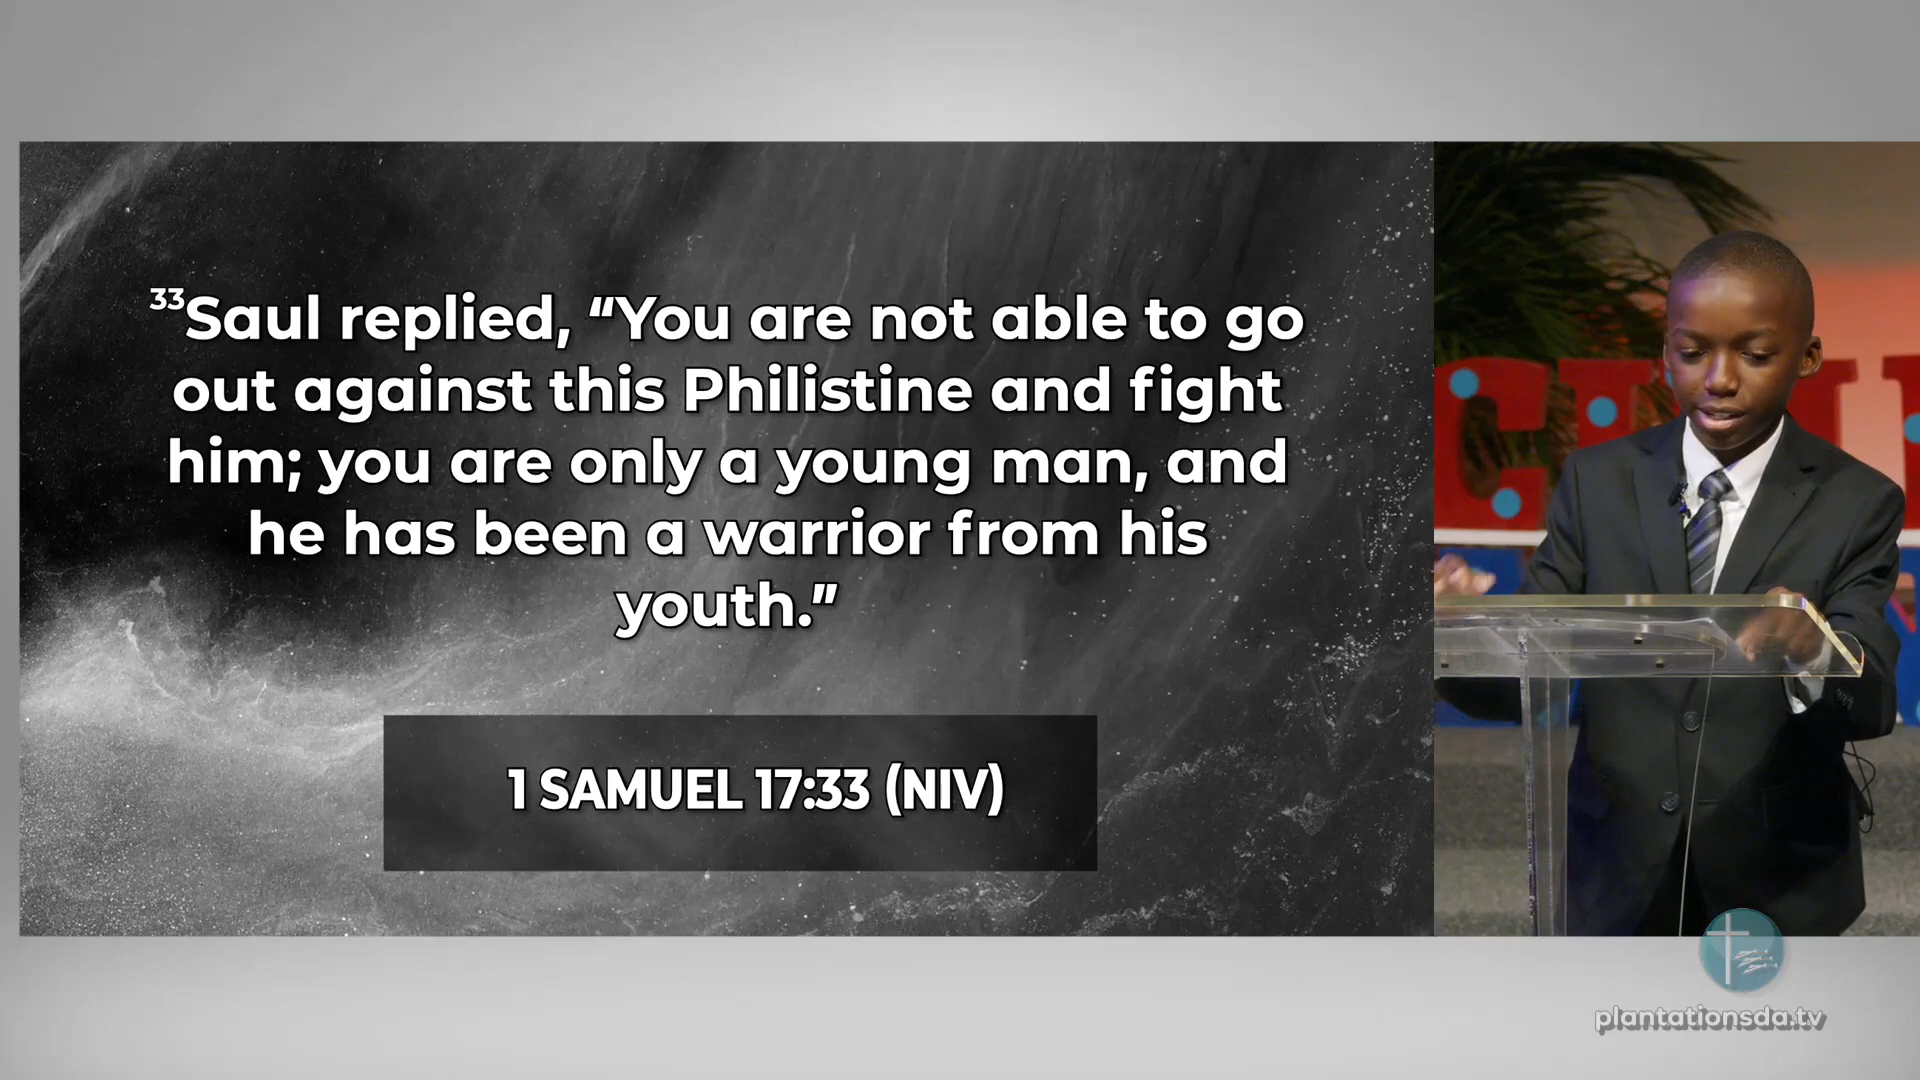 ³³Saul replied, “You are not able to go
out against this Philistine and fight
him; you are only a young man, and
he has been a warrior from his
youth.”
1 SAMUEL 17:33 (NIV)
plantationsda.tv